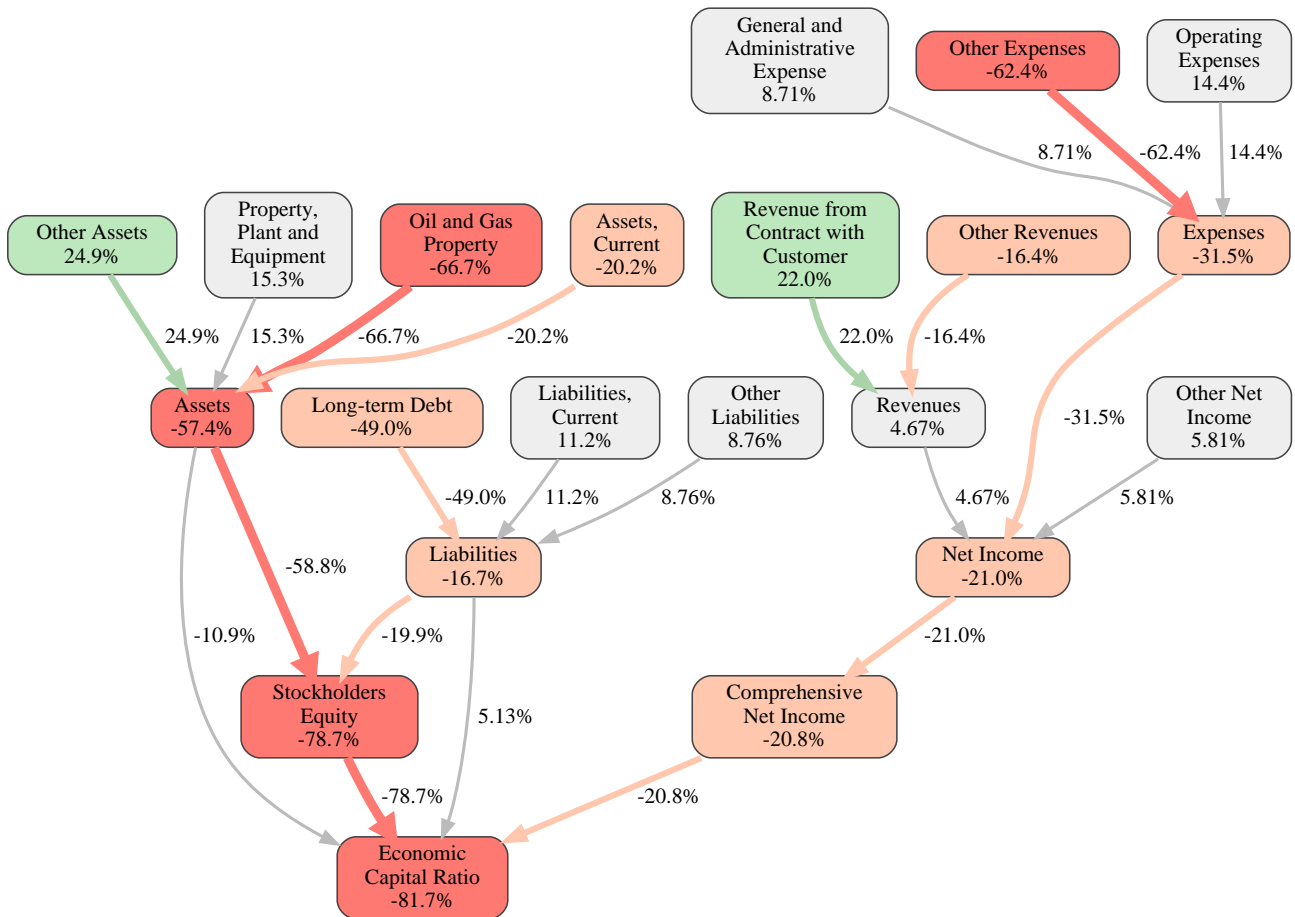 General and
Administrative
Expense
8.71%
Other Expenses
-62.4%
Operating
Expenses
14.4%
8.71%
-62.4%
14.4%
Other Assets
24.9%
Property,
Plant and
Equipment
15.3%
Oil and Gas
Property
-66.7%
Assets,
Current
-20.2%
Revenue from
Contract with
Customer
22.0%
Other Revenues
-16.4%
Expenses
-31.5%
24.9%
15.3%
-66.7%
-20.2%
22.0%
-16.4%
-31.5%
Assets
-57.4%
Long-term Debt
-49.0%
Liabilities,
Current
11.2%
Other
Liabilities
8.76%
Revenues
4.67%
Other Net
Income
5.81%
-49.0%
11.2%
8.76%
4.67%
5.81%
-58.8%
Liabilities
-16.7%
Net Income
-21.0%
-10.9%
-19.9%
-21.0%
Stockholders
Equity
-78.7%
5.13%
Comprehensive
Net Income
-20.8%
-78.7%
-20.8%
Economic
Capital Ratio
-81.7%